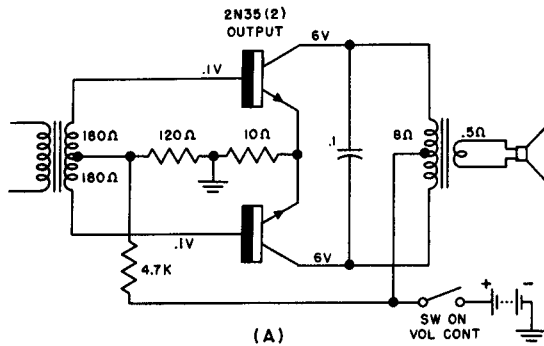 2N35(2)
OUTPUT
6V
.1V
180Ω
120Ω
10Ω
.1
8Ω
.5Ω
180Ω
.1V
6V
4.7K
+ -
SW ON
VOL CONT
(A)